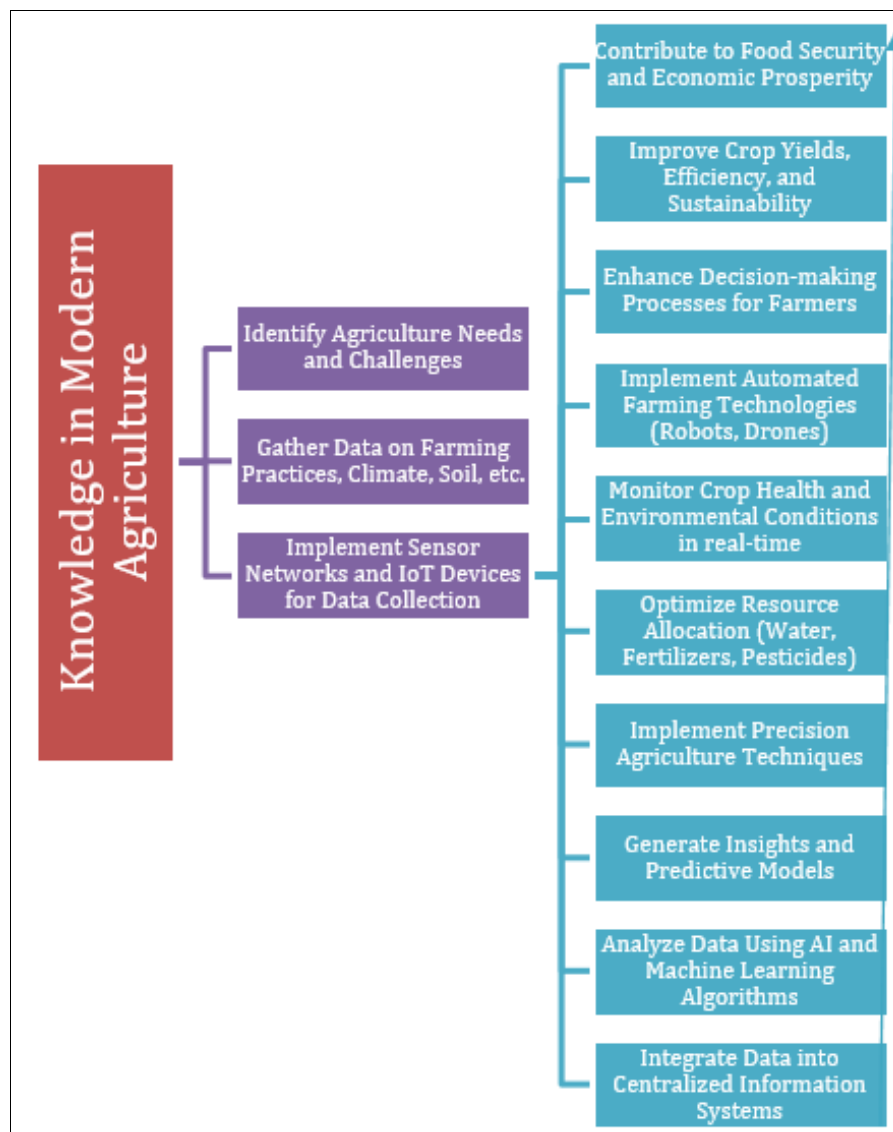 Knowledge in Modern
Agriculture
Identify Agriculture Needs
and Challenges
Gather Data on Farming
Practices, Climate, Soil, etc.
Implement Sensor
Networks and IoT Devices
for Data Collection
Contribute to Food Security
and Economic Prosperity
Improve Crop Yields,
Efficiency, and
Sustainability
Enhance Decision-making
Processes for Farmers
Implement Automated
Farming Technologies
(Robots, Drones)
Monitor Crop Health and
Environmental Conditions
in real-time
Optimize Resource
Allocation (Water,
Fertilizers, Pesticides)
Implement Precision
Agriculture Techniques
Generate Insights and
Predictive Models
Analyze Data Using AI and
Machine Learning
Algorithms
Integrate Data into
Centralized Information
Systems